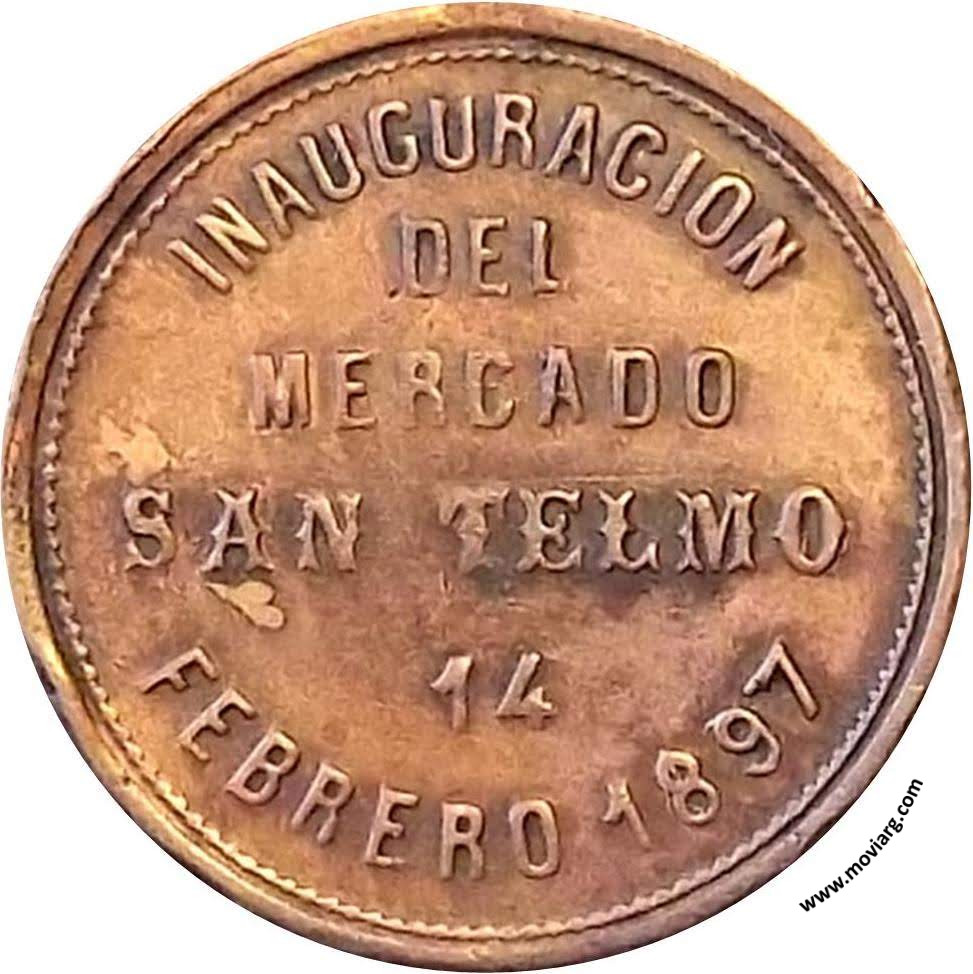 INAUGURACION
DEL
MERCADO
SAN TELMO
14
FEBRERO 1897
www.moviarg.com